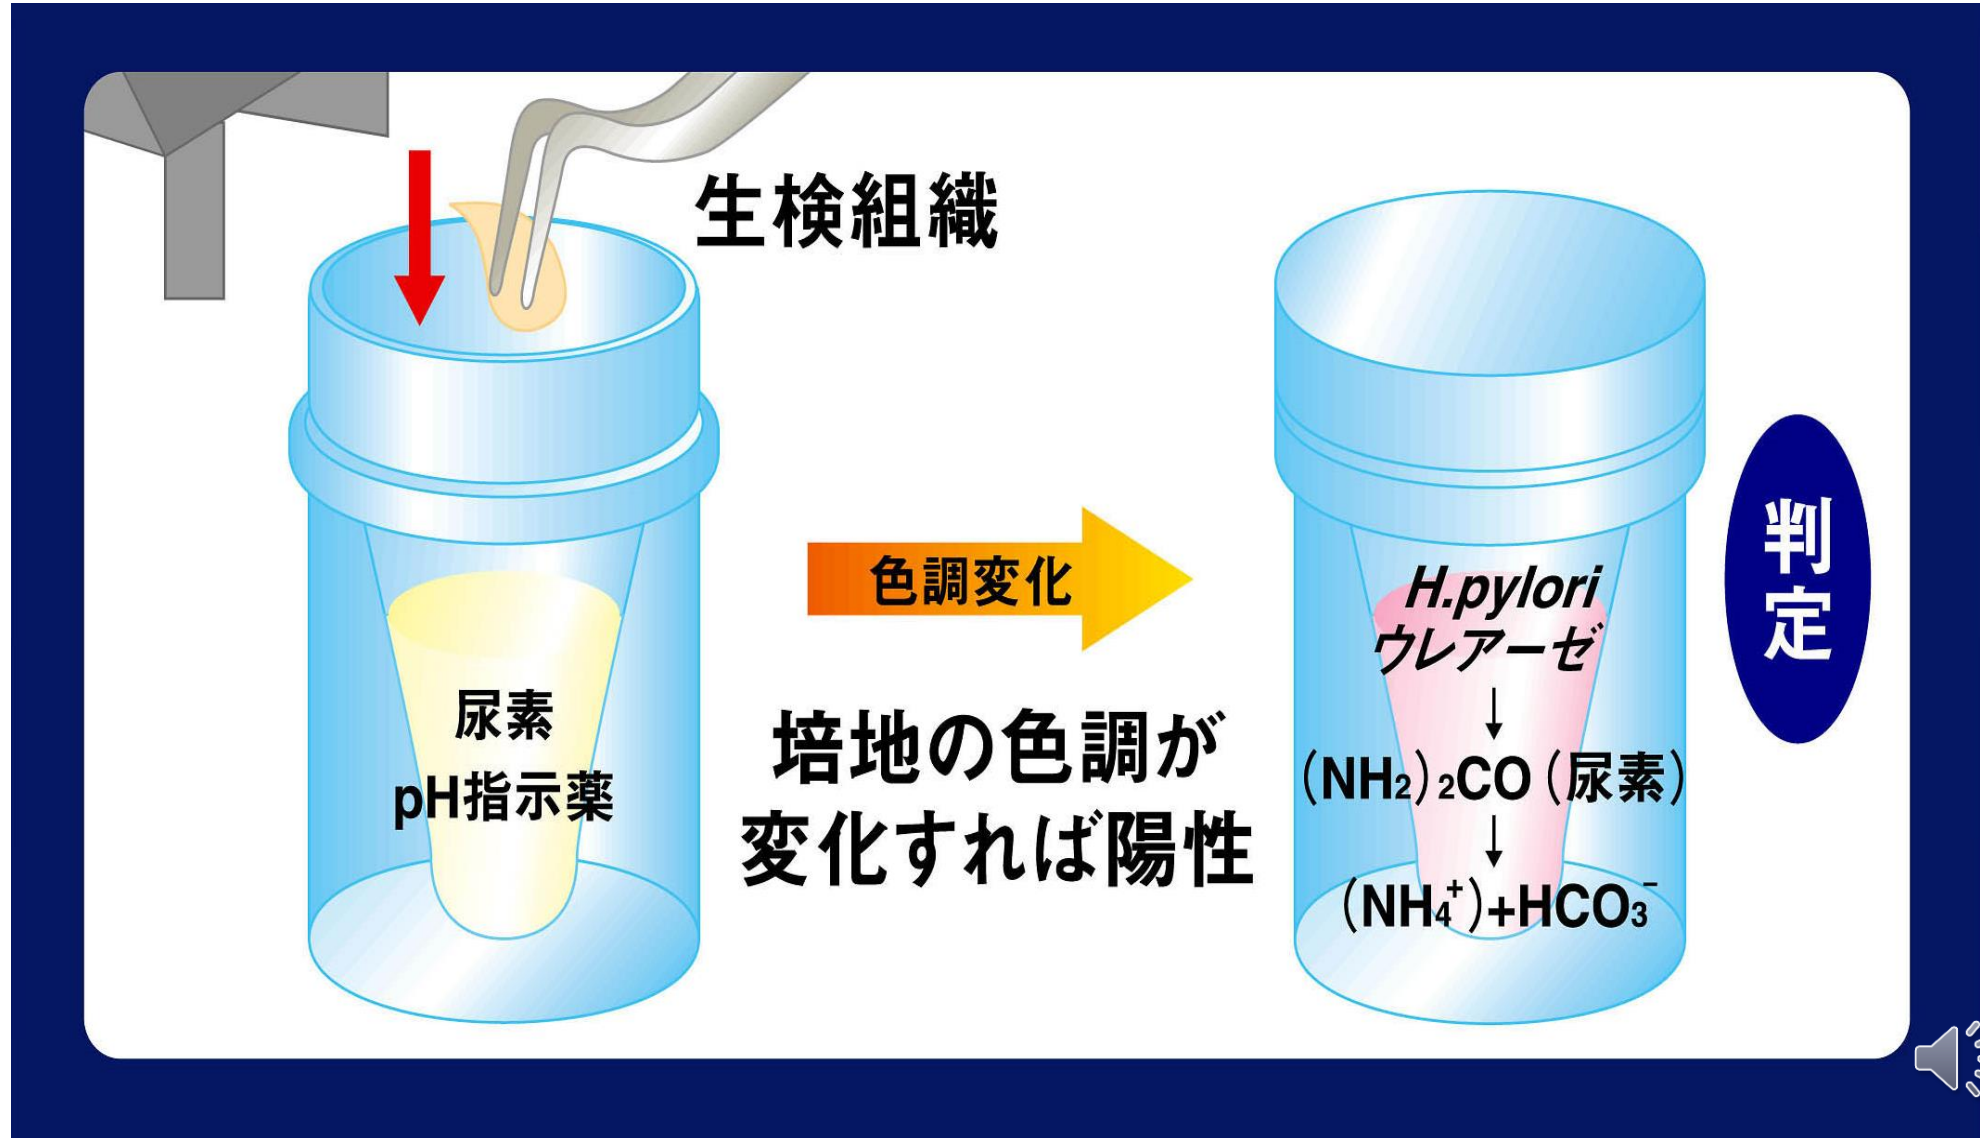 生検組織
尿素
pH指示薬
色調変化
培地の色調が
変化すれば陽性
H.pylori
ウレアーゼ
↓
(NH₂)₂CO(尿素)
↓
(NH₄⁺)+HCO₃⁻
判定